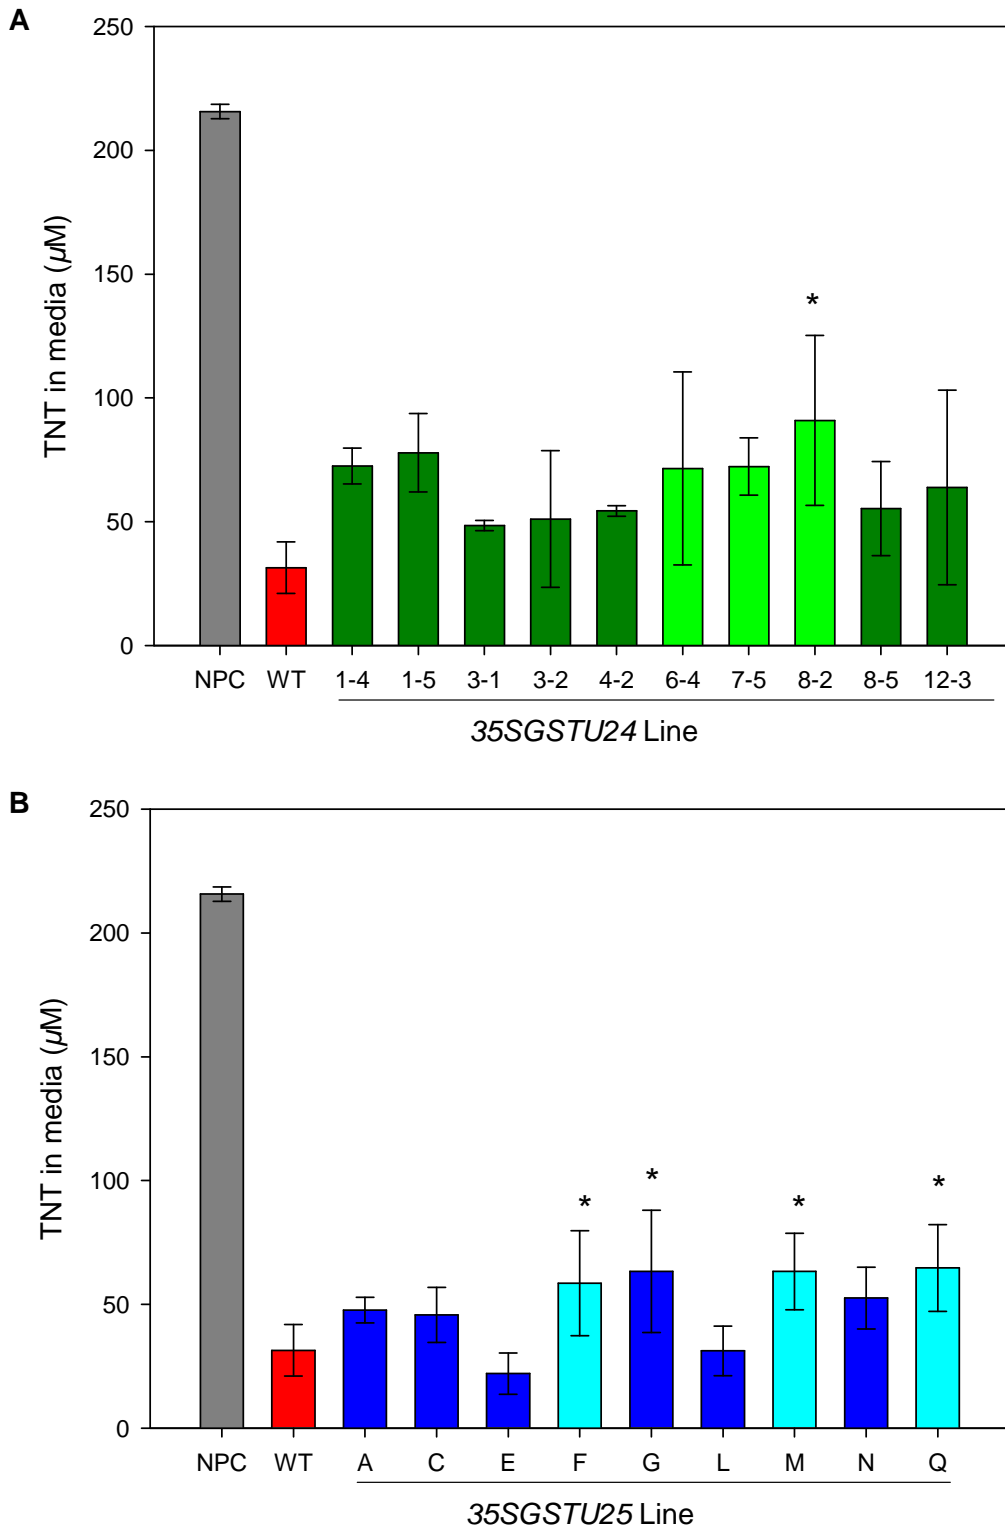 A
250
200
150
100
50
0
TNT in media (µM)
*
NPC WT 1-4 1-5 3-1 3-2 4-2 6-4 7-5 8-2 8-5 12-3
35SGSTU24 Line
B
250
200
150
100
50
0
TNT in media (µM)
* * * *
NPC WT A C E F G L M N Q
35SGSTU25 Line